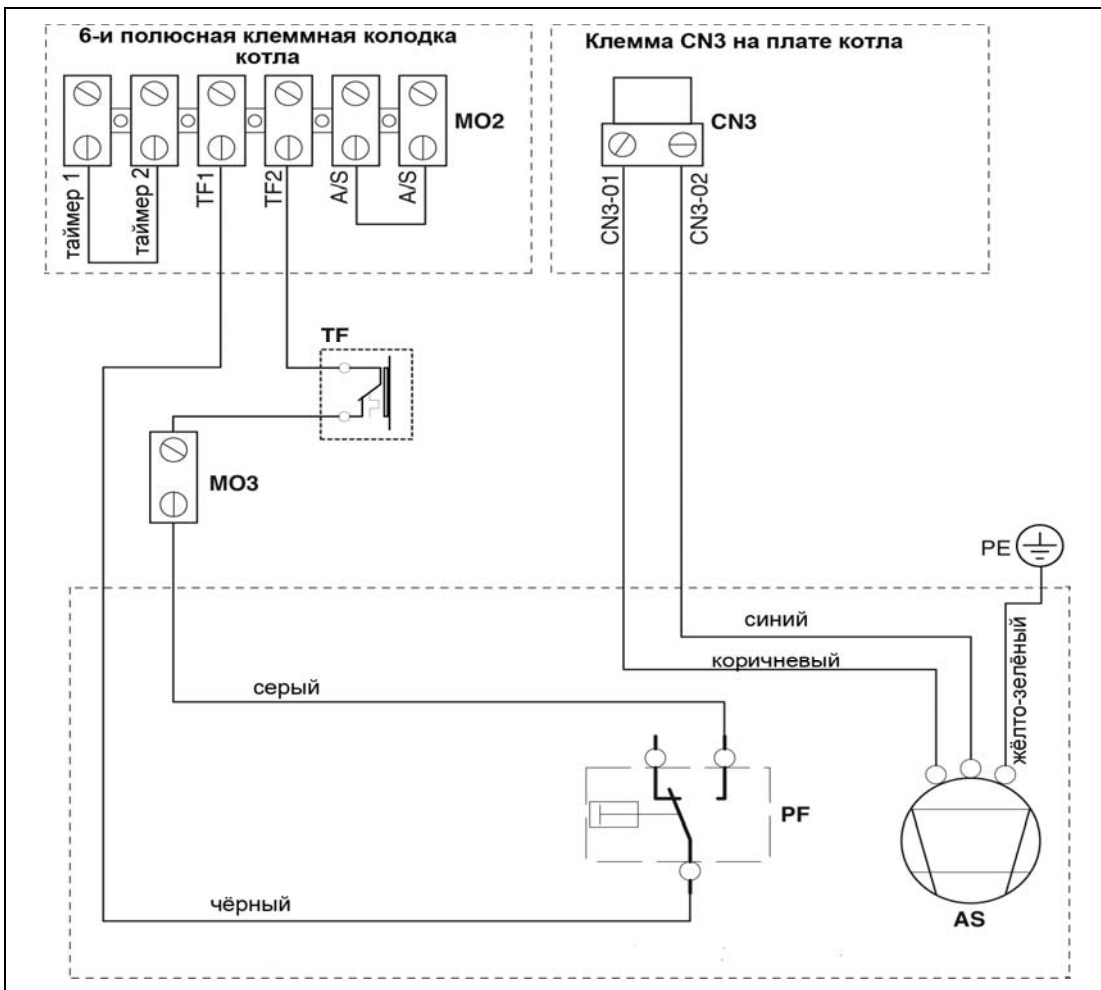 6-и полюсная клеммная колодка
котла
MO2
таймер 1
таймер 2
TF1
TF2
A/S
A/S
Клемма CN3 на плате котла
CN3
CN3-01
CN3-02
TF
MO3
PE
синий
коричневый
жёлто-зелёный
серый
PF
чёрный
AS